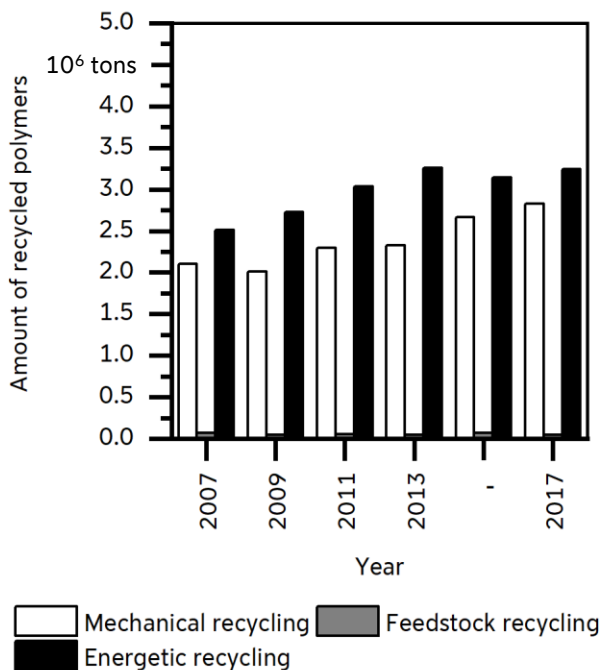 Amount of recycled polymers
5.0
10⁶ tons
4.0
3.5
3.0
2.5
2.0
1.5
1.0
0.5
0.0
2007
2009
2011
2013
-
2017
Year
Mechanical recycling
Feedstock recycling
Energetic recycling